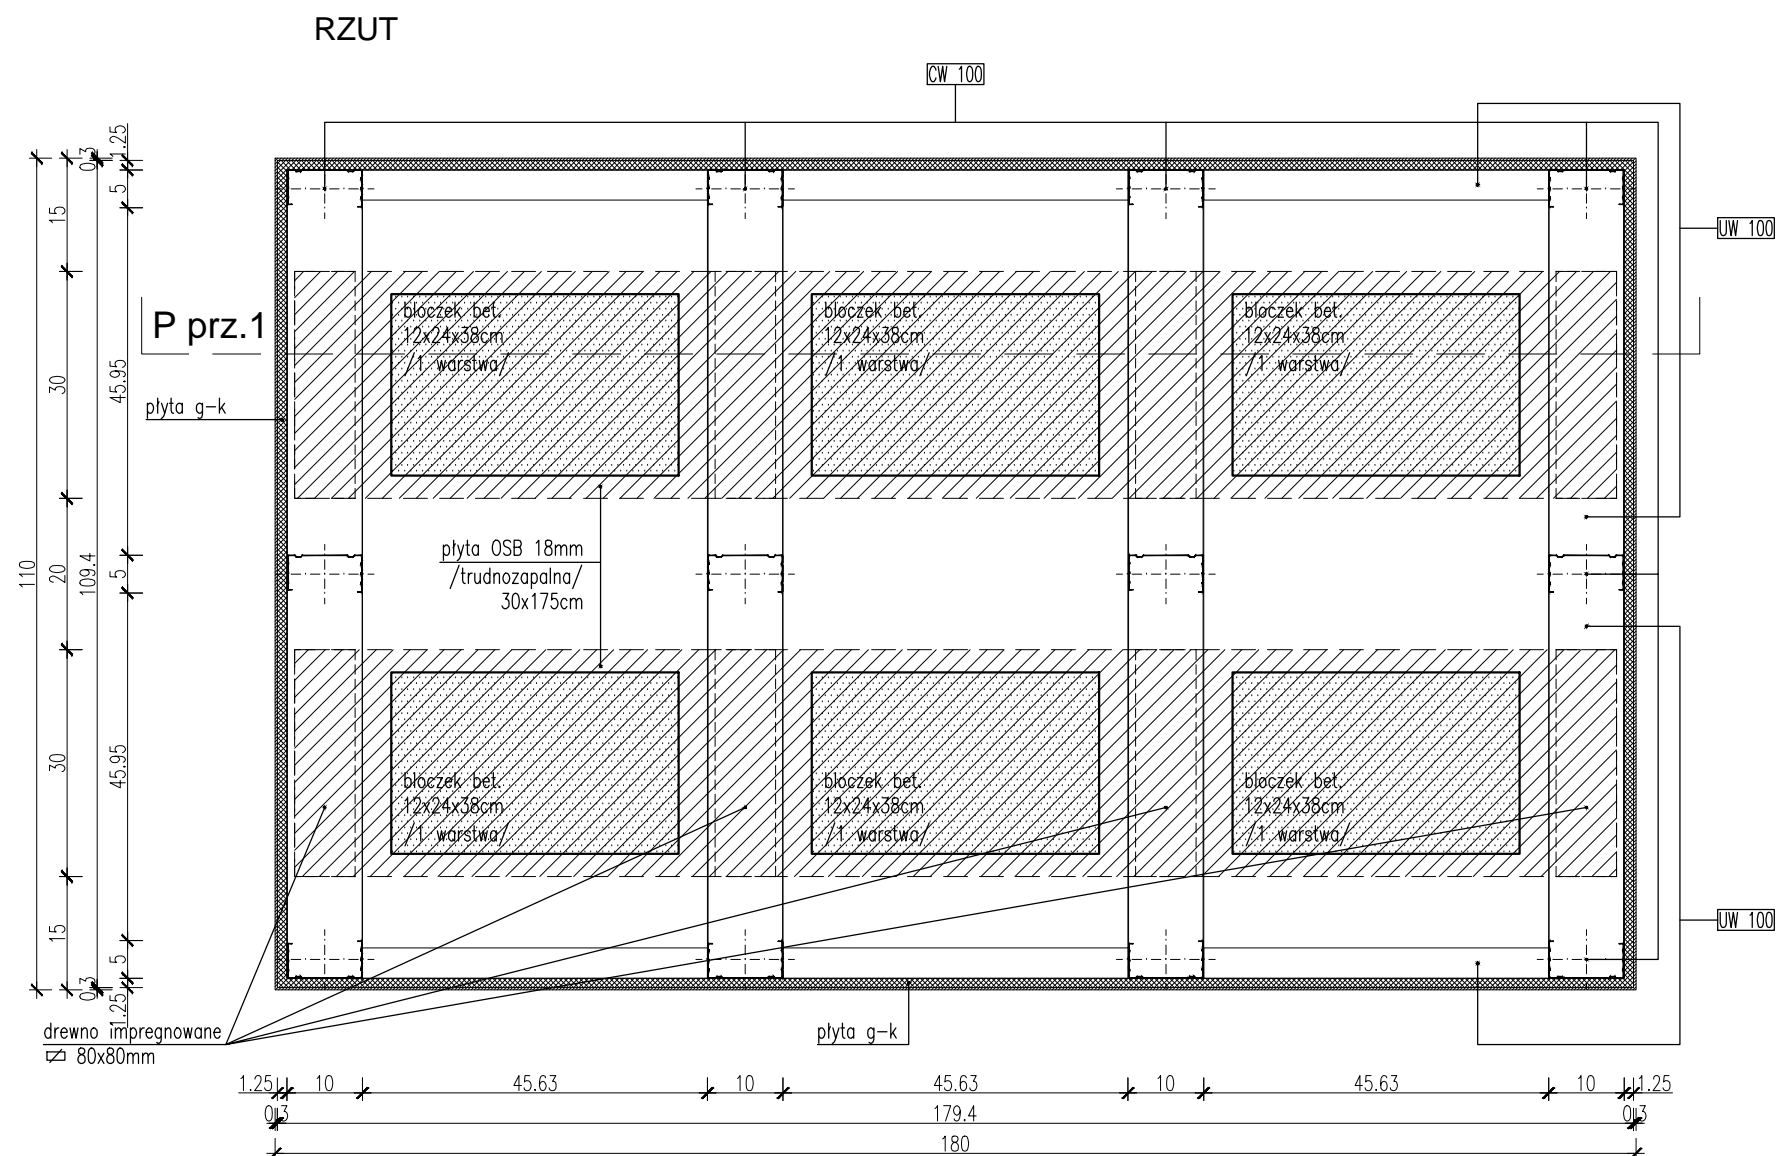 RZUT
CW 100
UW 100
P prz.1
płyta g-k
bloczek bet.
12x24x38cm
/1 warstwa/
bloczek bet.
12x24x38cm
/1 warstwa/
bloczek bet.
12x24x38cm
/1 warstwa/
płyta OSB 18mm
/trudnozapalna/
30x175cm
bloczek bet.
12x24x38cm
/1 warstwa/
bloczek bet.
12x24x38cm
/1 warstwa/
bloczek bet.
12x24x38cm
/1 warstwa/
UW 100
drewno impregnowane
80x80mm
płyta g-k
110
15
30
20
30
15
0.3
109.4
0.3
1.25
5
45.95
5
45.95
5
1.25
1.25 10 45.63 10 45.63 10 45.63 10 1.25
0.3 179.4 0.3
180